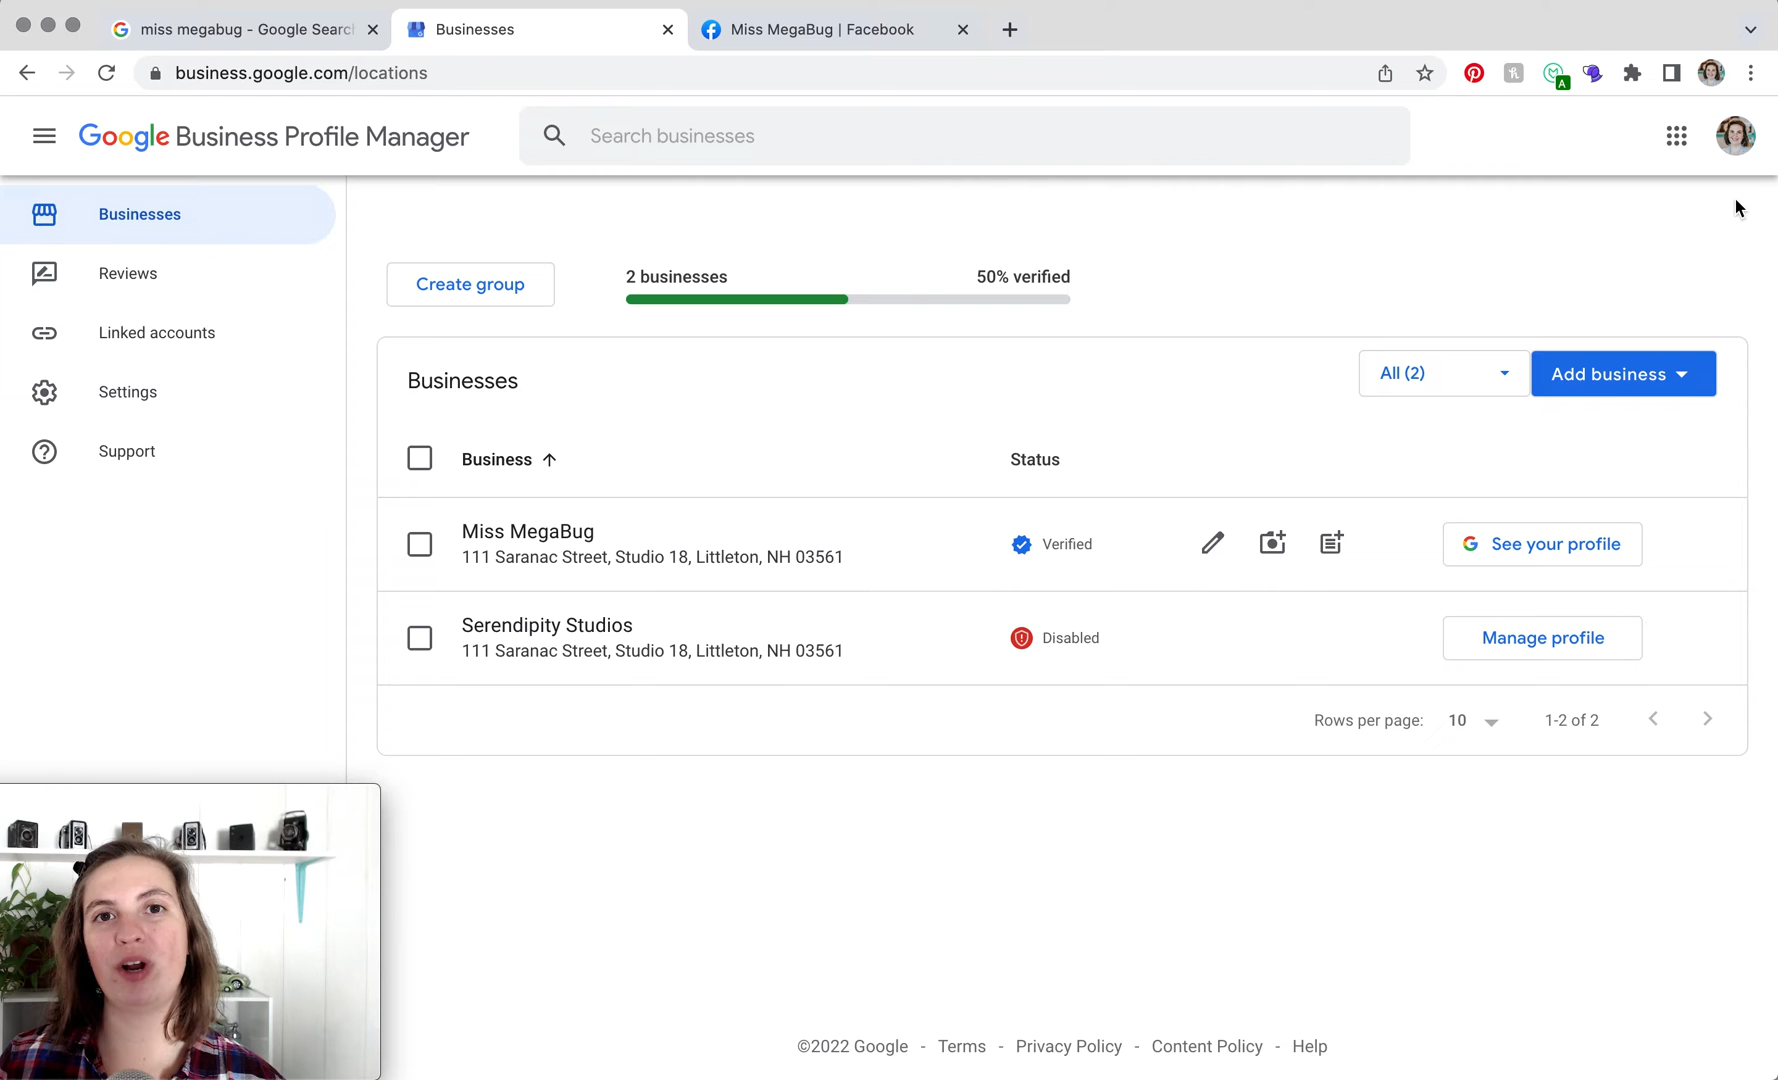 miss megabug - Google Search
Businesses
Miss MegaBug | Facebook
business.google.com/locations
A
Google Business Profile Manager
Search businesses
Businesses
Reviews
Linked accounts
Settings
Support
Create group
2 businesses
50% verified
Businesses
All (2)
Add business
Business
Status
Miss MegaBug
111 Saranac Street, Studio 18, Littleton, NH 03561
Verified
See your profile
Serendipity Studios
111 Saranac Street, Studio 18, Littleton, NH 03561
Disabled
Manage profile
Rows per page: 10
1-2 of 2
©2022 Google - Terms - Privacy Policy - Content Policy - Help